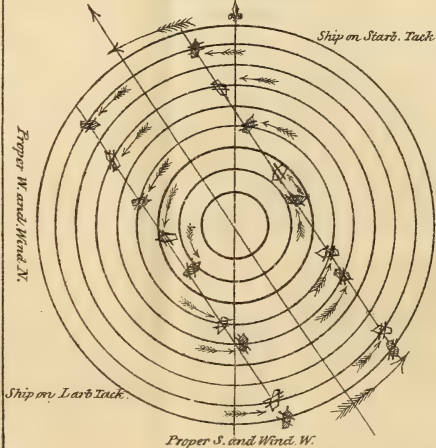 Ship on Starb. Tack
Proper W. and Wind. N.
Ship on Larb Tack.
Proper S. and Wind. W.